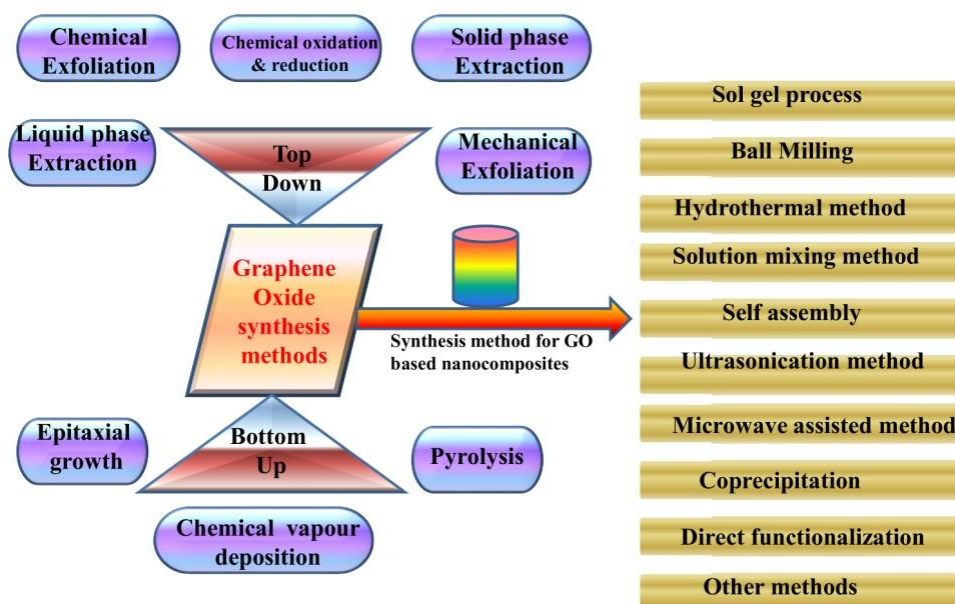 Chemical
Exfoliation
Chemical oxidation
& reduction
Solid phase
Extraction
Liquid phase
Extraction
Top
Down
Mechanical
Exfoliation
Graphene
Oxide
synthesis
methods
Synthesis method for GO
based nanocomposites
Epitaxial
growth
Bottom
Up
Pyrolysis
Chemical vapour
deposition
Sol gel process
Ball Milling
Hydrothermal method
Solution mixing method
Self assembly
Ultrasonication method
Microwave assisted method
Coprecipitation
Direct functionalization
Other methods